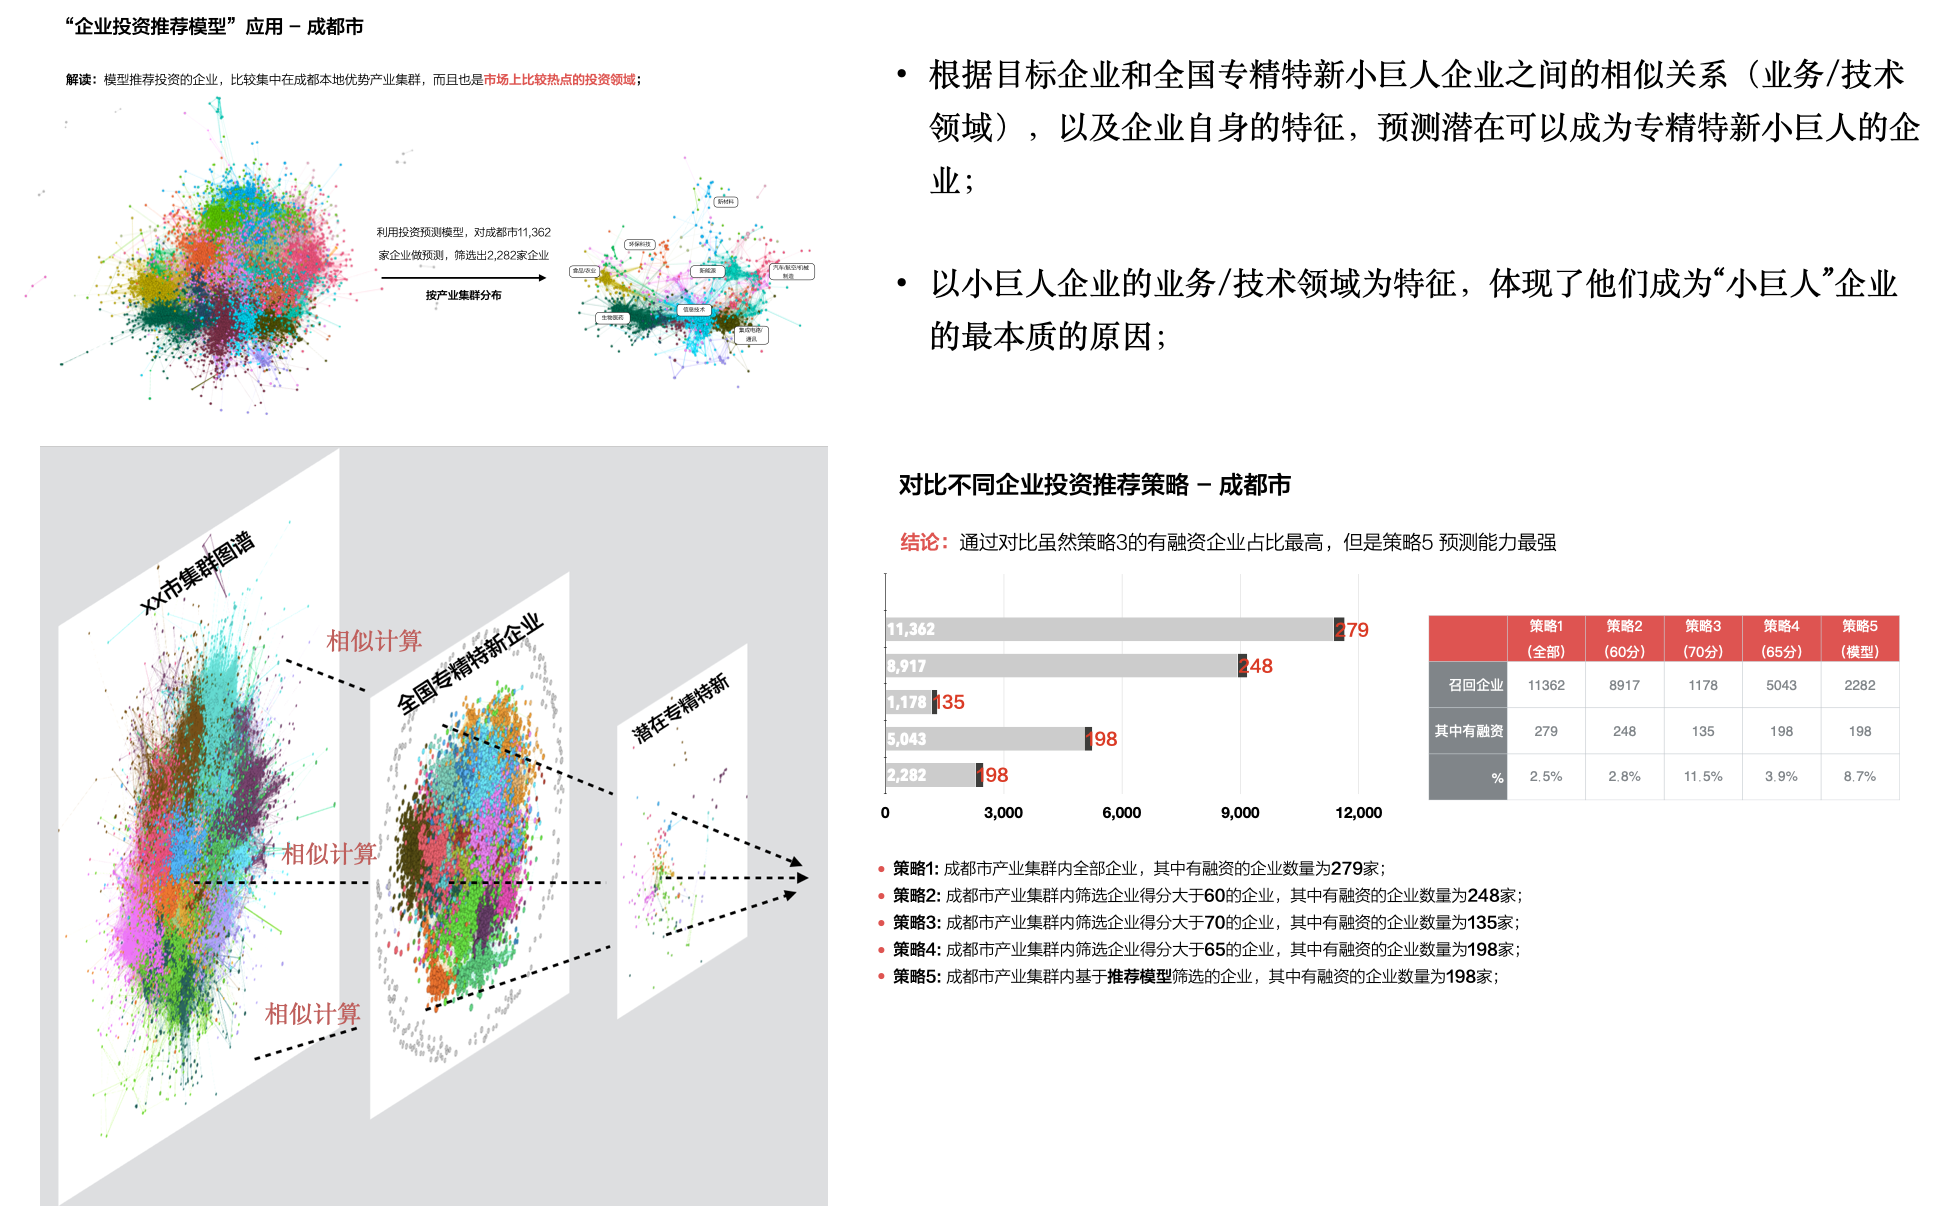 “企业投资推荐模型”应用 – 成都市
解读：模型推荐投资的企业，比较集中在成都本地优势产业集群，而且也是市场上比较热点的投资领域；
利用投资预测模型，对成都市11,362
家企业做预测，筛选出2,282家企业
按产业集群分布
新材料
环保科技
食品/农业
新能源
汽车/航空/机械
制造
信息技术
生物医药
集成电路/
通讯
• 根据目标企业和全国专精特新小巨人企业之间的相似关系（业务/技术
领域），以及企业自身的特征，预测潜在可以成为专精特新小巨人的企
业；
• 以小巨人企业的业务/技术领域为特征，体现了他们成为“小巨人”企业
的最本质的原因；
xx市集群图谱
相似计算
全国专精特新企业
潜在专精特新
相似计算
相似计算
对比不同企业投资推荐策略 – 成都市
结论：通过对比虽然策略3的有融资企业占比最高，但是策略5 预测能力最强
11,362 279
8,917 248
1,178 135
5,043 198
2,282 198
0 3,000 6,000 9,000 12,000
策略1 策略2 策略3 策略4 策略5
（全部） （60分） （70分） （65分） （模型）
召回企业 11362 8917 1178 5043 2282
其中有融资 279 248 135 198 198
% 2.5% 2.8% 11.5% 3.9% 8.7%
• 策略1: 成都市产业集群内全部企业，其中有融资的企业数量为279家；
• 策略2: 成都市产业集群内筛选企业得分大于60的企业，其中有融资的企业数量为248家；
• 策略3: 成都市产业集群内筛选企业得分大于70的企业，其中有融资的企业数量为135家；
• 策略4: 成都市产业集群内筛选企业得分大于65的企业，其中有融资的企业数量为198家；
• 策略5: 成都市产业集群内基于推荐模型筛选的企业，其中有融资的企业数量为198家；